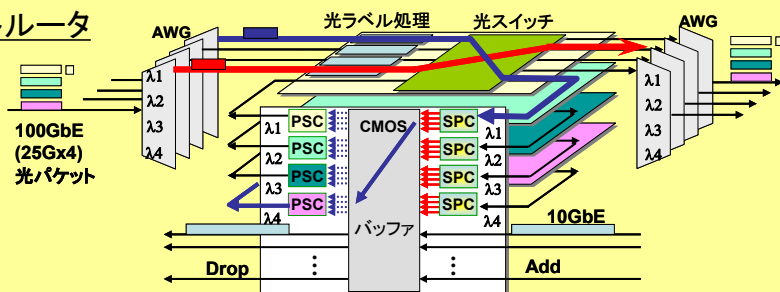 ルータ
AWG
光ラベル処理
光スイッチ
AWG
λ1
λ2
λ3
λ4
100GbE
(25Gx4)
光パケット
λ1
λ2
λ3
λ4
λ1
PSC
CMOS
SPC
λ1
PSC
SPC
λ2
λ2
PSC
SPC
λ3
λ3
PSC
SPC
λ4
λ4
バッファ
10GbE
Drop
⋮
⋮
Add